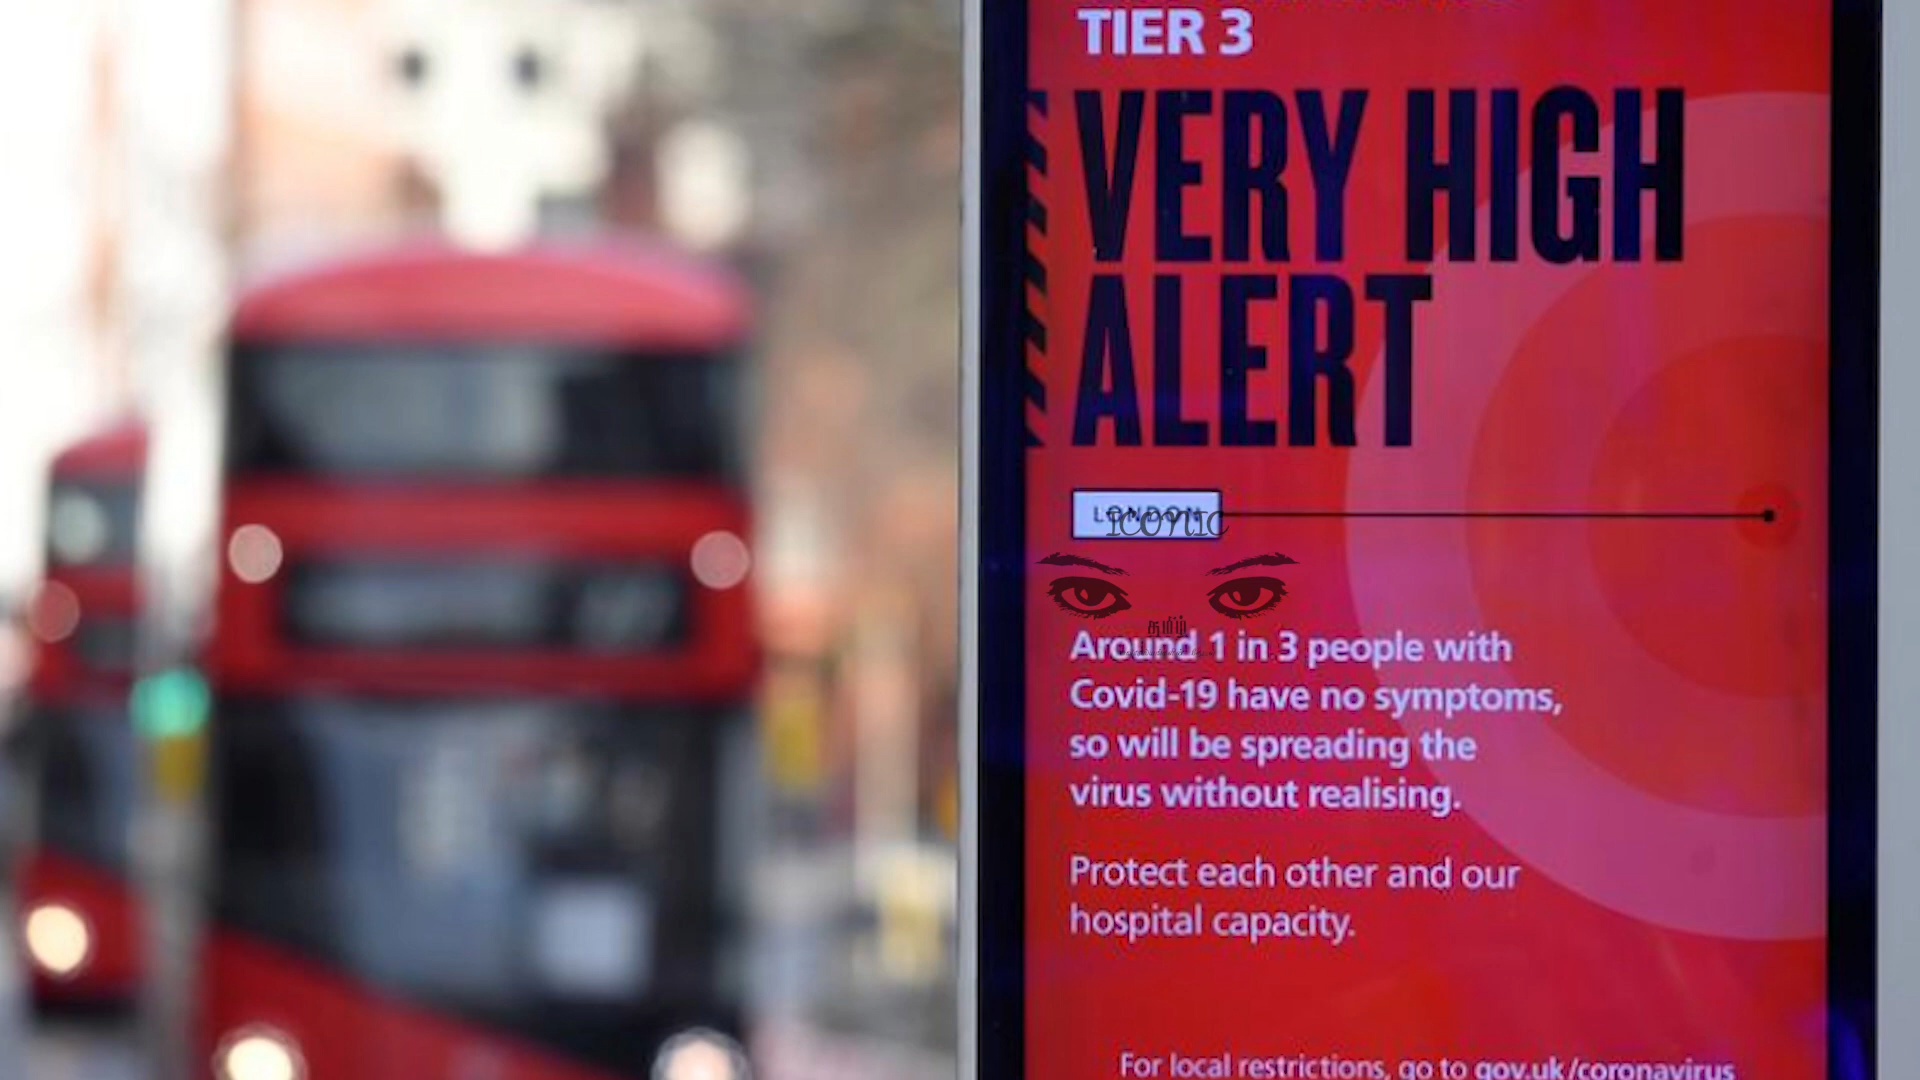 TIER 3
VERY HIGH
ALERT
LONDON
iconic
தமிழ்
Around 1 in 3 people with
Covid-19 have no symptoms,
so will be spreading the
virus without realising.
Protect each other and our
hospital capacity.
For local restrictions, go to gov.uk/coronavirus